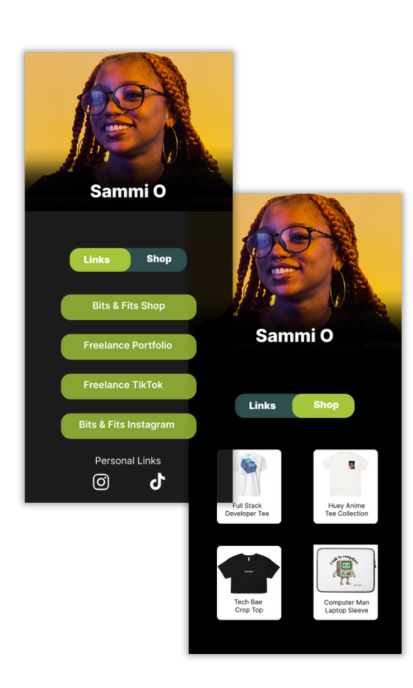 Sammi O
Links
Shop
Bits & Fits Shop
Freelance Portfolio
Freelance TikTok
Bits & Fits Instagram
Personal Links
Sammi O
Links
Shop
Full Stack
Developer Tee
Huey Anime
Tee Collection
Tech Bae
Crop Top
Computer Man
Laptop Sleeve